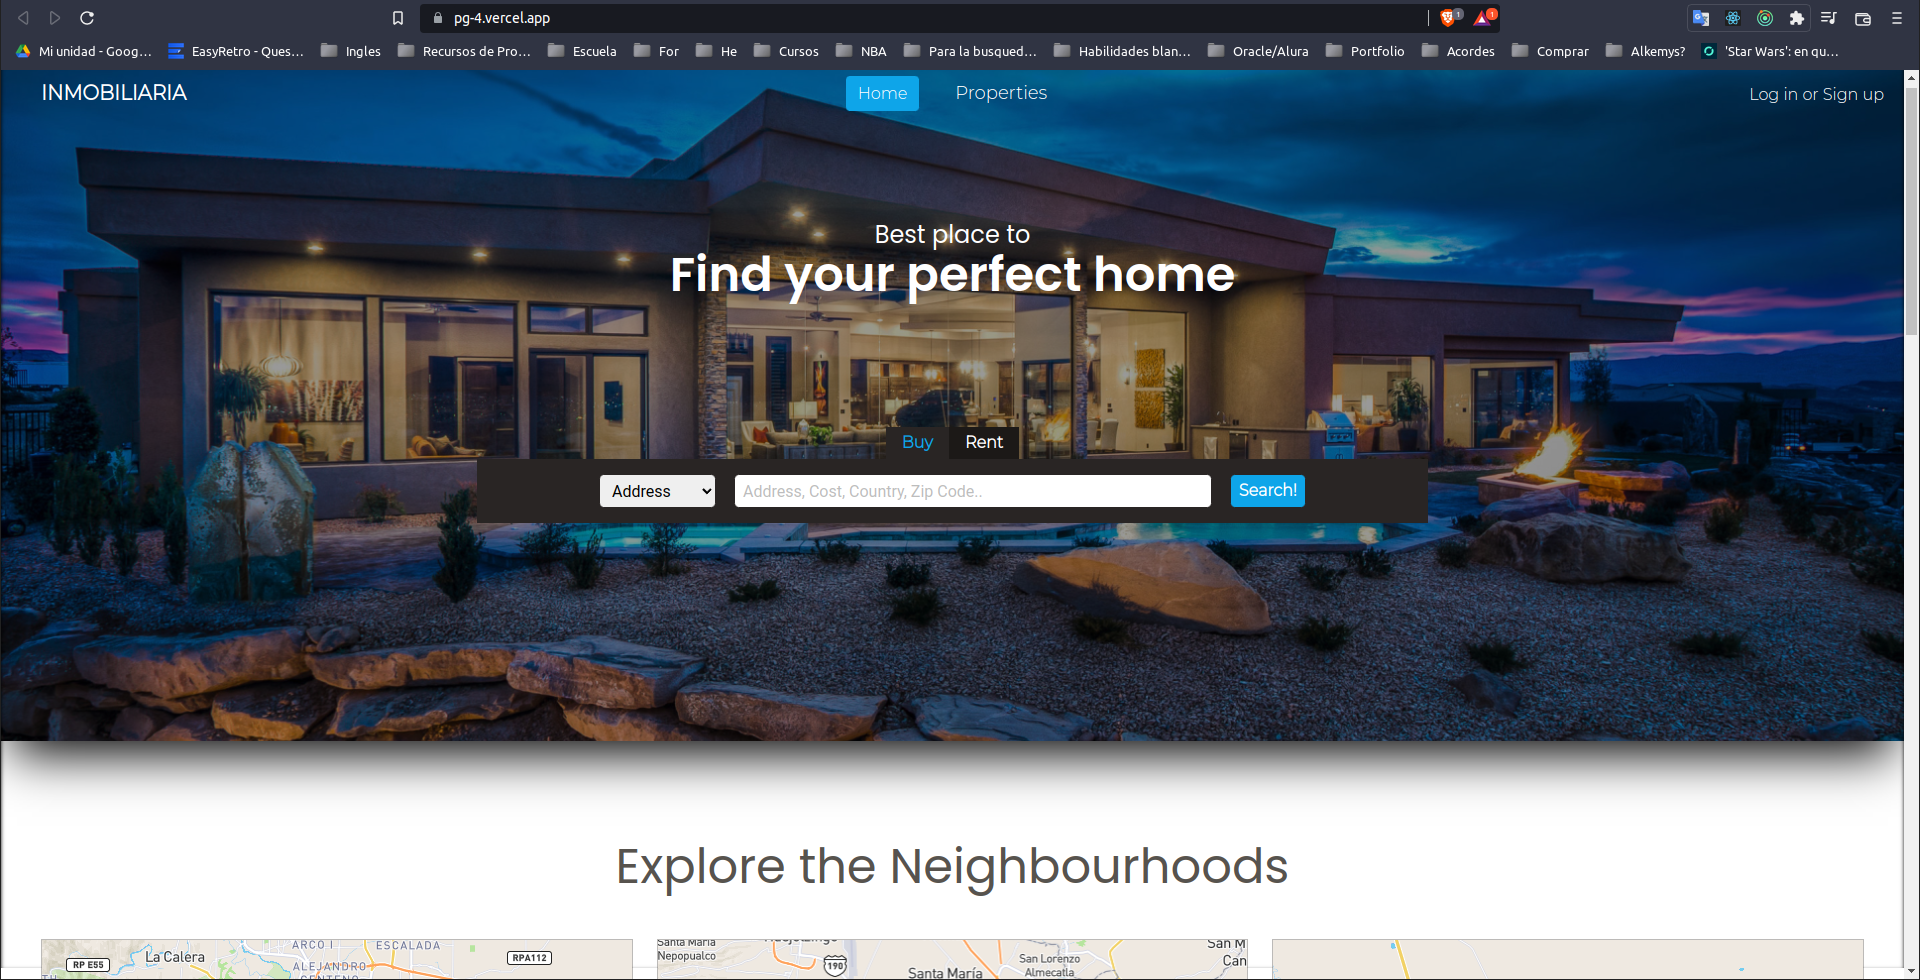 pg-4.vercel.app
1
1
Mi unidad - Goog...
EasyRetro - Ques...
Ingles
Recursos de Pro...
Escuela
For
He
Cursos
NBA
Para la busqued...
Habilidades blan...
Oracle/Alura
Portfolio
Acordes
Comprar
Alkemys?
'Star Wars': en qu...
INMOBILIARIA
Home
Properties
Log in or Sign up
Best place to
Find your perfect home
Buy
Rent
Address
Address, Cost, Country, Zip Code..
Search!
Explore the Neighbourhoods
ARCO I
ESCALADA
La Calera
RP E55
RPA112
ALEJANDRO
Santa María
Nepopualco
190
Santa María
San Lorenzo
Almecatla
San M
Can